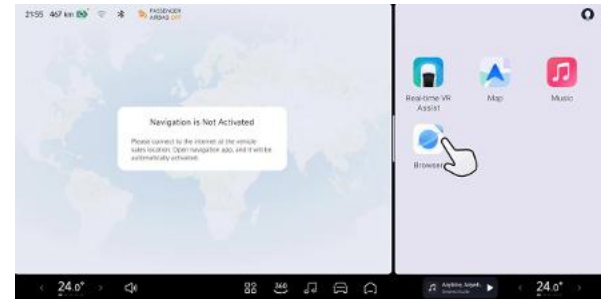 21:55 467 km
PASSENGER
AIRBAG OFF
Navigation is Not Activated
Please connect to the internet at the vehicle
sales location. Open navigation app, and it will be
automatically activated.
Real-time VR
Assist
Map
Music
Browser
24.0°
360
24.0°